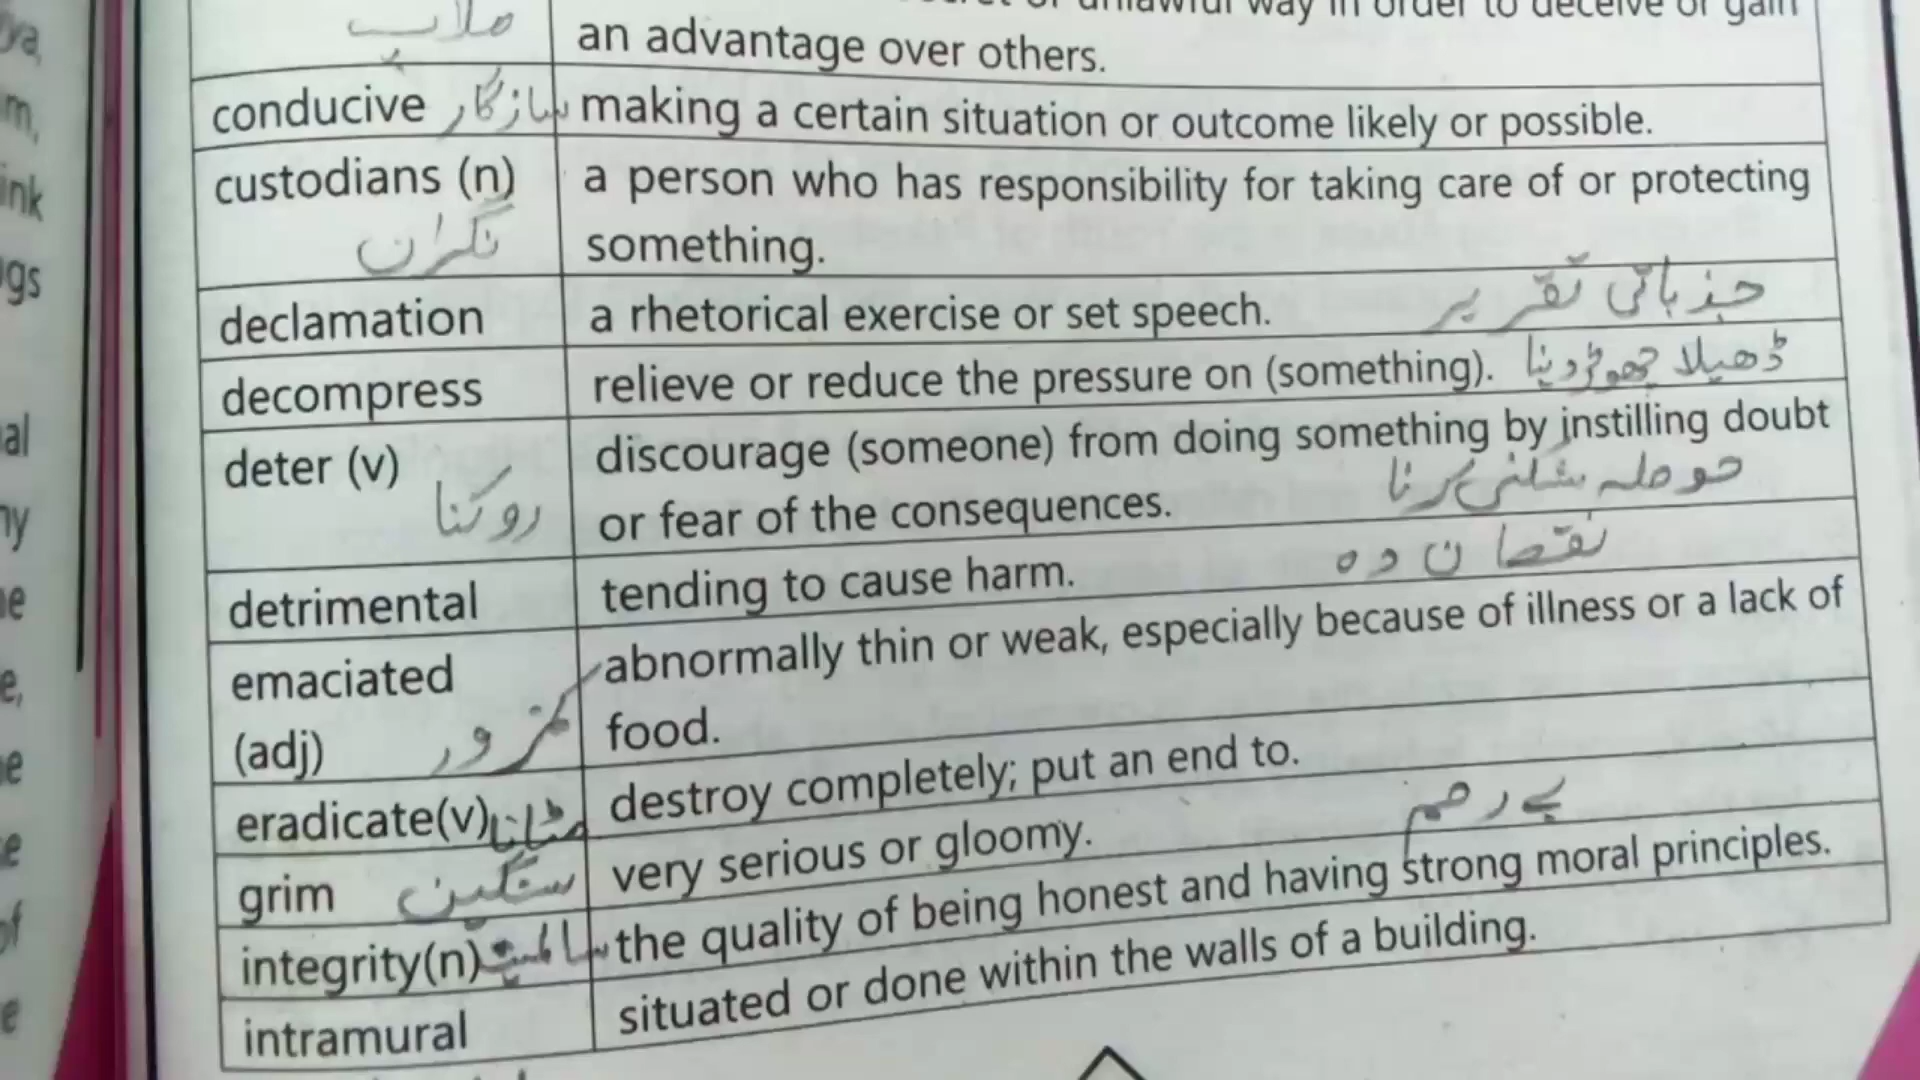 an advantage over others.
ملاپ
conducive سازگار making a certain situation or outcome likely or possible.
custodians (n) a person who has responsibility for taking care of or protecting
نگران something.
declamation a rhetorical exercise or set speech. جذباتی تقریر
decompress relieve or reduce the pressure on (something). ڈھیلا چھوڑ دینا
deter (v) discourage (someone) from doing something by instilling doubt
روکنا or fear of the consequences. حوصلہ شکنی کرنا
detrimental tending to cause harm. نقصان دہ
emaciated abnormally thin or weak, especially because of illness or a lack of
(adj) کمزور food.
eradicate(v) مٹانا destroy completely; put an end to.
grim سنگین very serious or gloomy. بے رحم
integrity(n) سالمیت the quality of being honest and having strong moral principles.
intramural situated or done within the walls of a building.